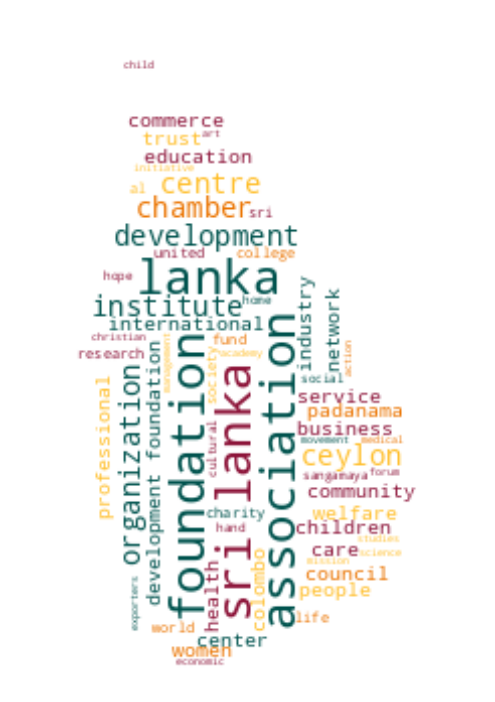 child
commerce
trust art
education
initiative
al centre
chamber sri
development
united college
hope lanka
institute home
international
christian fund
research academy
foundation
sri lanka
association
industry
network
action
social
society
management
development foundation
organization
professional
cultural
service
padanama
business
movement medical
ceylon
sangamaya forum
community
charity
welfare
hand children
studies
care science
mission
council
people
health
colombo
exporters
life
world
center
women
economic